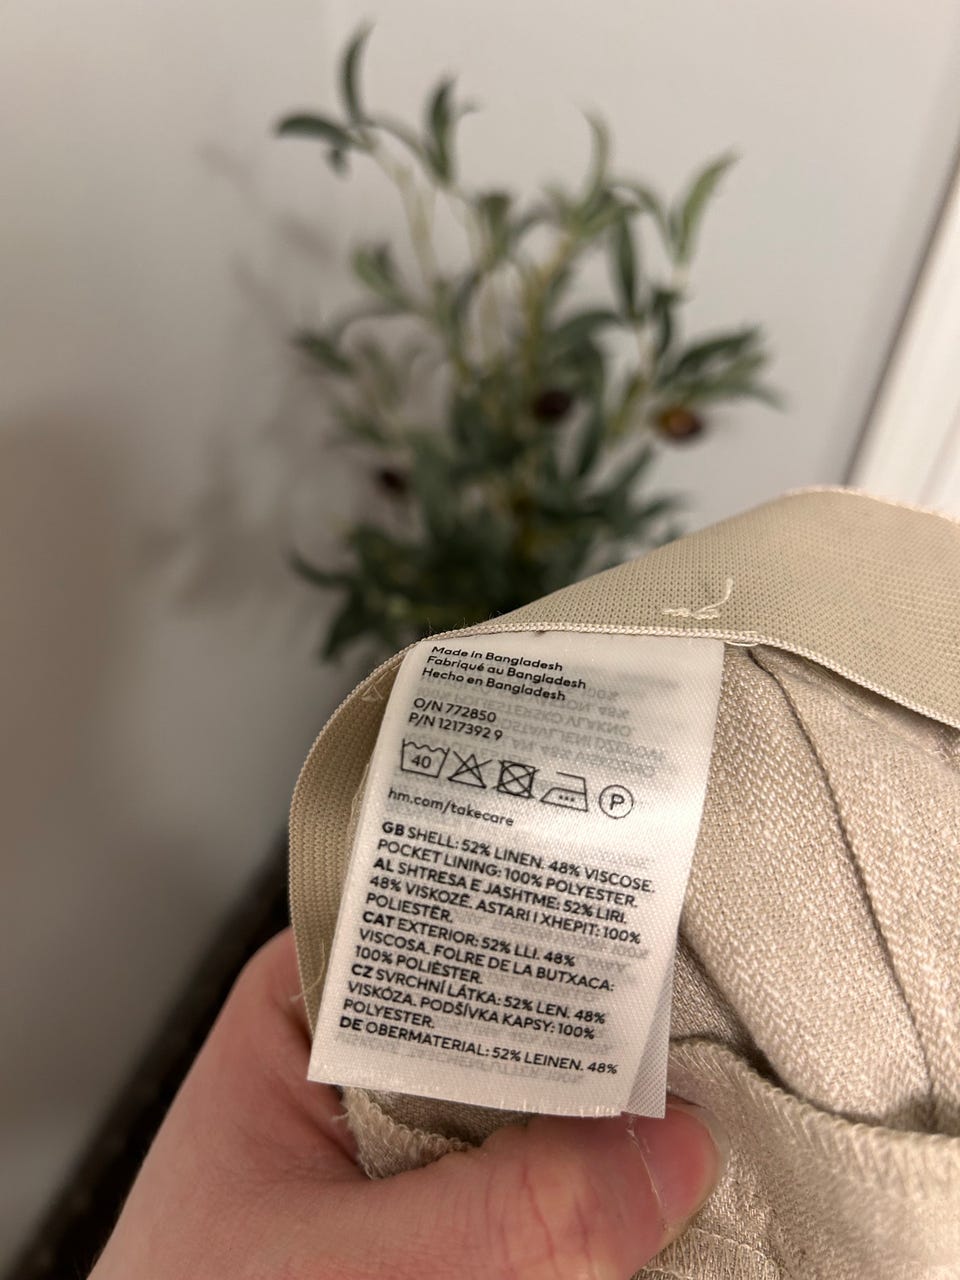 Made in Bangladesh
Fabriqué au Bangladesh
Hecho en Bangladesh
O/N 772850
P/N 1217392 9
40 P
hm.com/takecare
GB SHELL: 52% LINEN. 48% VISCOSE.
POCKET LINING: 100% POLYESTER.
AL SHTRESA E JASHTME: 52% LIRI.
48% VISKOZË. ASTARI I XHEPIT: 100%
POLIESTËR.
CAT EXTERIOR: 52% LLI. 48%
VISCOSA. FOLRE DE LA BUTXACA:
100% POLIÈSTER.
CZ SVRCHNÍ LÁTKA: 52% LEN. 48%
VISKÓZA. PODŠÍVKA KAPSY: 100%
POLYESTER.
DE OBERMATERIAL: 52% LEINEN. 48%